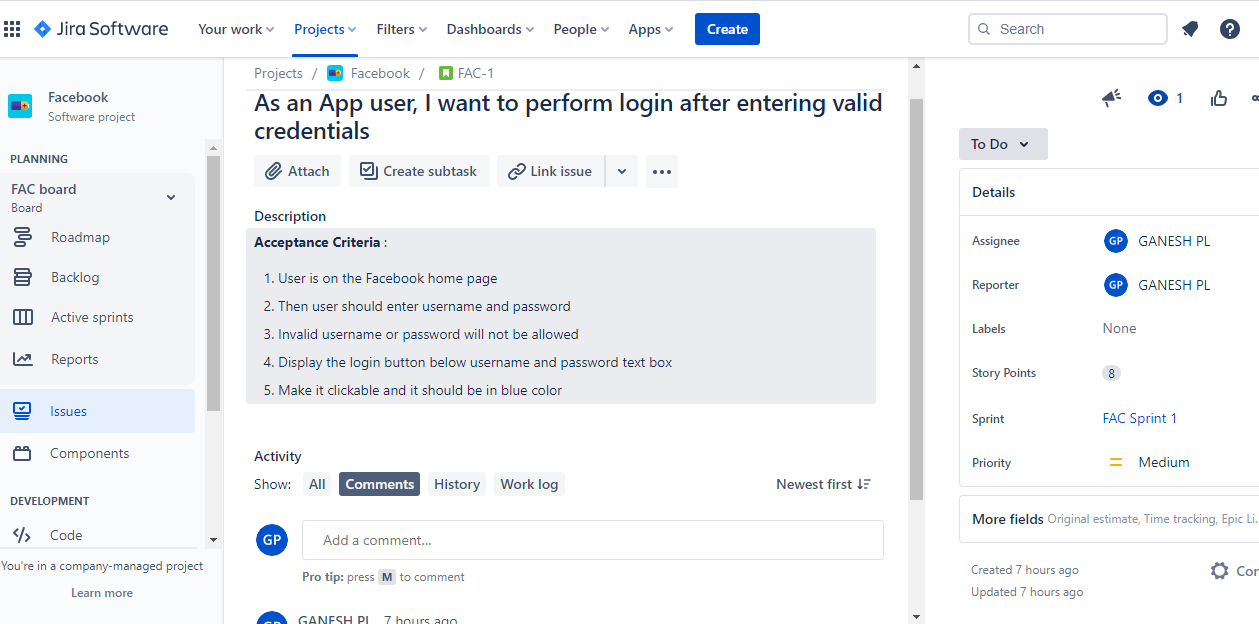 Jira Software Your work Projects Filters Dashboards People Apps Create Search
Facebook
Software project
PLANNING
FAC board
Board
Roadmap
Backlog
Active sprints
Reports
Issues
Components
DEVELOPMENT
Code
You're in a company-managed project
Learn more
Projects / Facebook / FAC-1
As an App user, I want to perform login after entering valid
credentials
Attach Create subtask Link issue
Description
Acceptance Criteria :
1. User is on the Facebook home page
2. Then user should enter username and password
3. Invalid username or password will not be allowed
4. Display the login button below username and password text box
5. Make it clickable and it should be in blue color
Activity
Show: All Comments History Work log Newest first
GP Add a comment...
Pro tip: press M to comment
GP GANESH PL 7 hours ago
1
To Do
Details
Assignee GP GANESH PL
Reporter GP GANESH PL
Labels None
Story Points 8
Sprint FAC Sprint 1
Priority Medium
More fields Original estimate, Time tracking, Epic Li...
Created 7 hours ago
Updated 7 hours ago